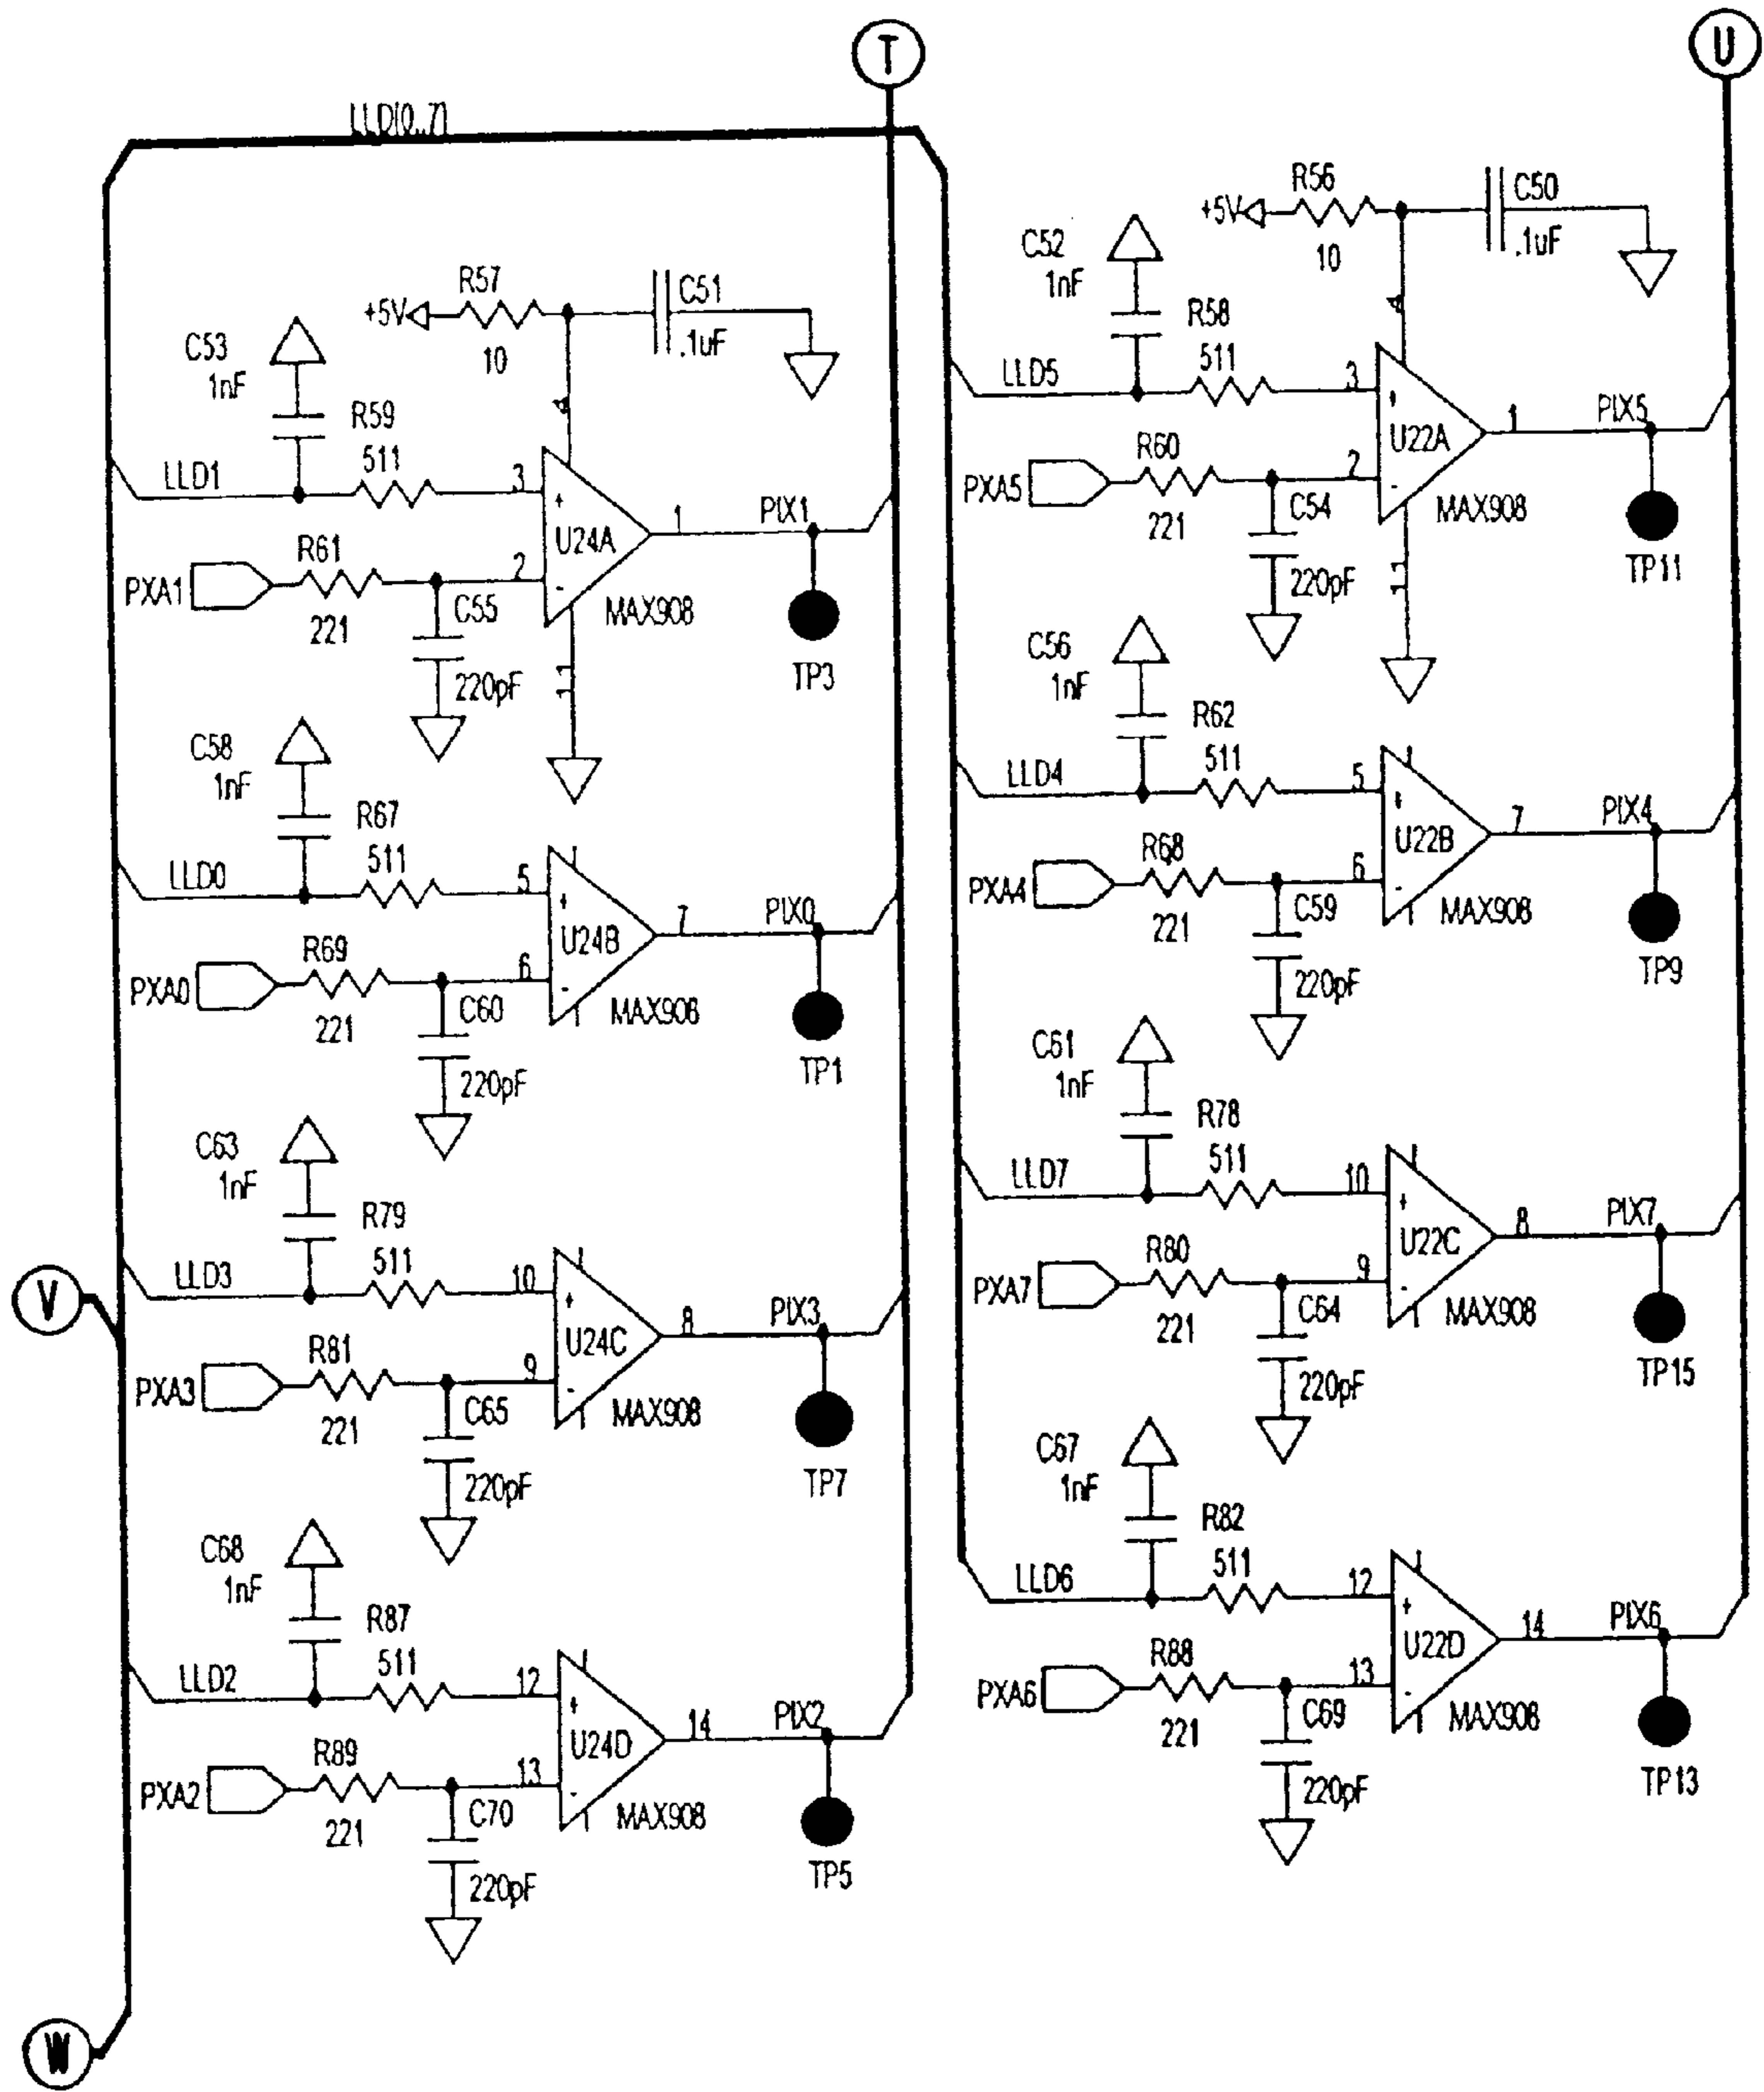 T
U
LLD(0..7)
R57
+5V
10
C51
.1uF
C53
1nF
R59
511
LLD1
3
+
4
U24A
1
PIX1
TP3
R61
PXA1
221
2
-
C55
220pF
MAX908
11
C58
1nF
R67
511
LLD0
5
+
U24B
7
PIX0
TP1
R69
PXA0
221
6
-
C60
220pF
MAX908
C63
1nF
R79
511
LLD3
10
+
U24C
8
PIX3
TP7
V
R81
PXA3
221
9
-
C65
220pF
MAX908
C68
1nF
R87
511
LLD2
12
+
U24D
14
PIX2
TP5
R89
PXA2
221
13
-
C70
220pF
MAX908
W
R56
+5V
10
C50
.1uF
C52
1nF
R58
511
LLD5
3
+
4
U22A
1
PIX5
TP11
R60
PXA5
221
2
-
C54
220pF
MAX908
11
C56
1nF
R62
511
LLD4
5
+
U22B
7
PIX4
TP9
R68
PXA4
221
6
-
C59
220pF
MAX908
C61
1nF
R78
511
LLD7
10
+
U22C
8
PIX7
TP15
R80
PXA7
221
9
-
C64
220pF
MAX908
C67
1nF
R82
511
LLD6
12
+
U22D
14
PIX6
TP13
R88
PXA6
221
13
-
C69
220pF
MAX908